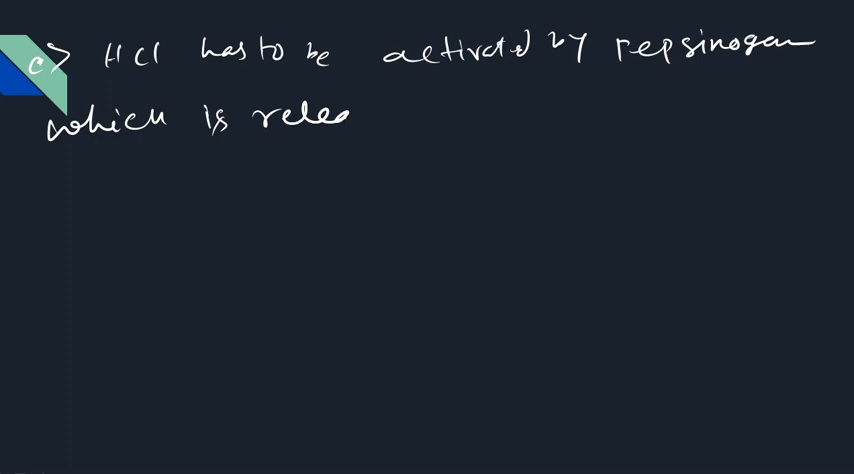 c> HCl has to be activated by pepsinogen
which is relea